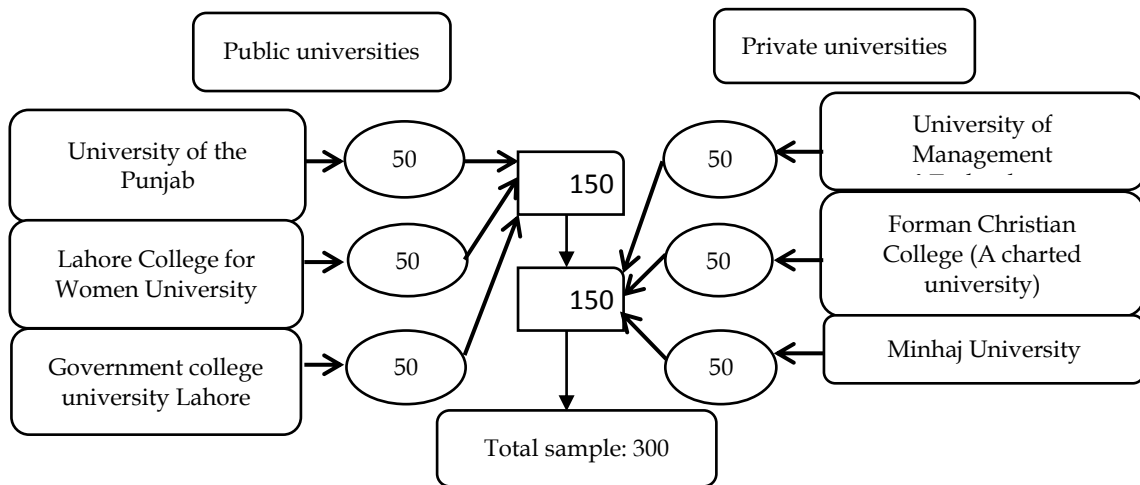 Public universities
Private universities
University of the
Punjab
50
150
50
University of
Management
Lahore College for
Women University
50
150
50
Forman Christian
College (A charted
university)
Government college
university Lahore
50
50
Minhaj University
Total sample: 300